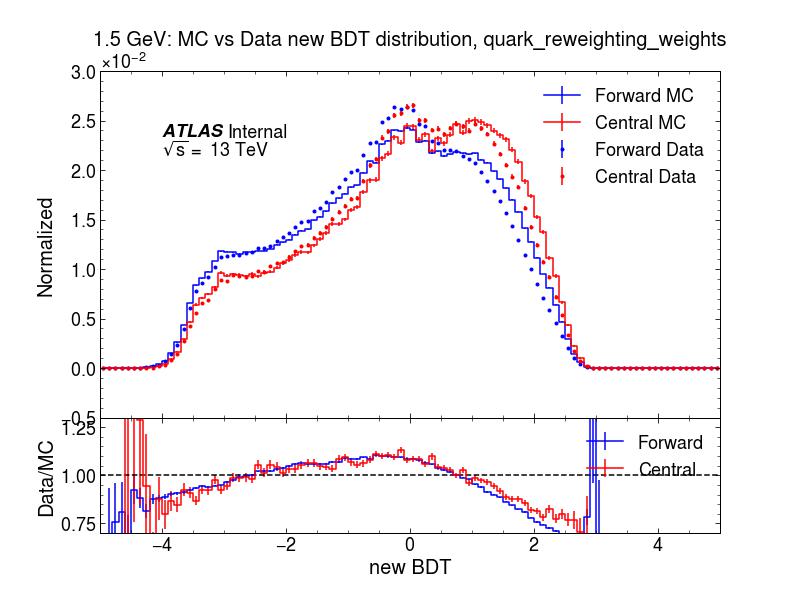 1.5 GeV: MC vs Data new BDT distribution, quark_reweighting_weights
×10⁻²
3.0
2.5
2.0
1.5
1.0
0.5
0.0
0.5
Normalized
ATLAS Internal
√s = 13 TeV
Forward MC
Central MC
Forward Data
Central Data
1.25
1.00
0.75
Data/MC
Forward
Central
−4 −2 0 2 4
new BDT